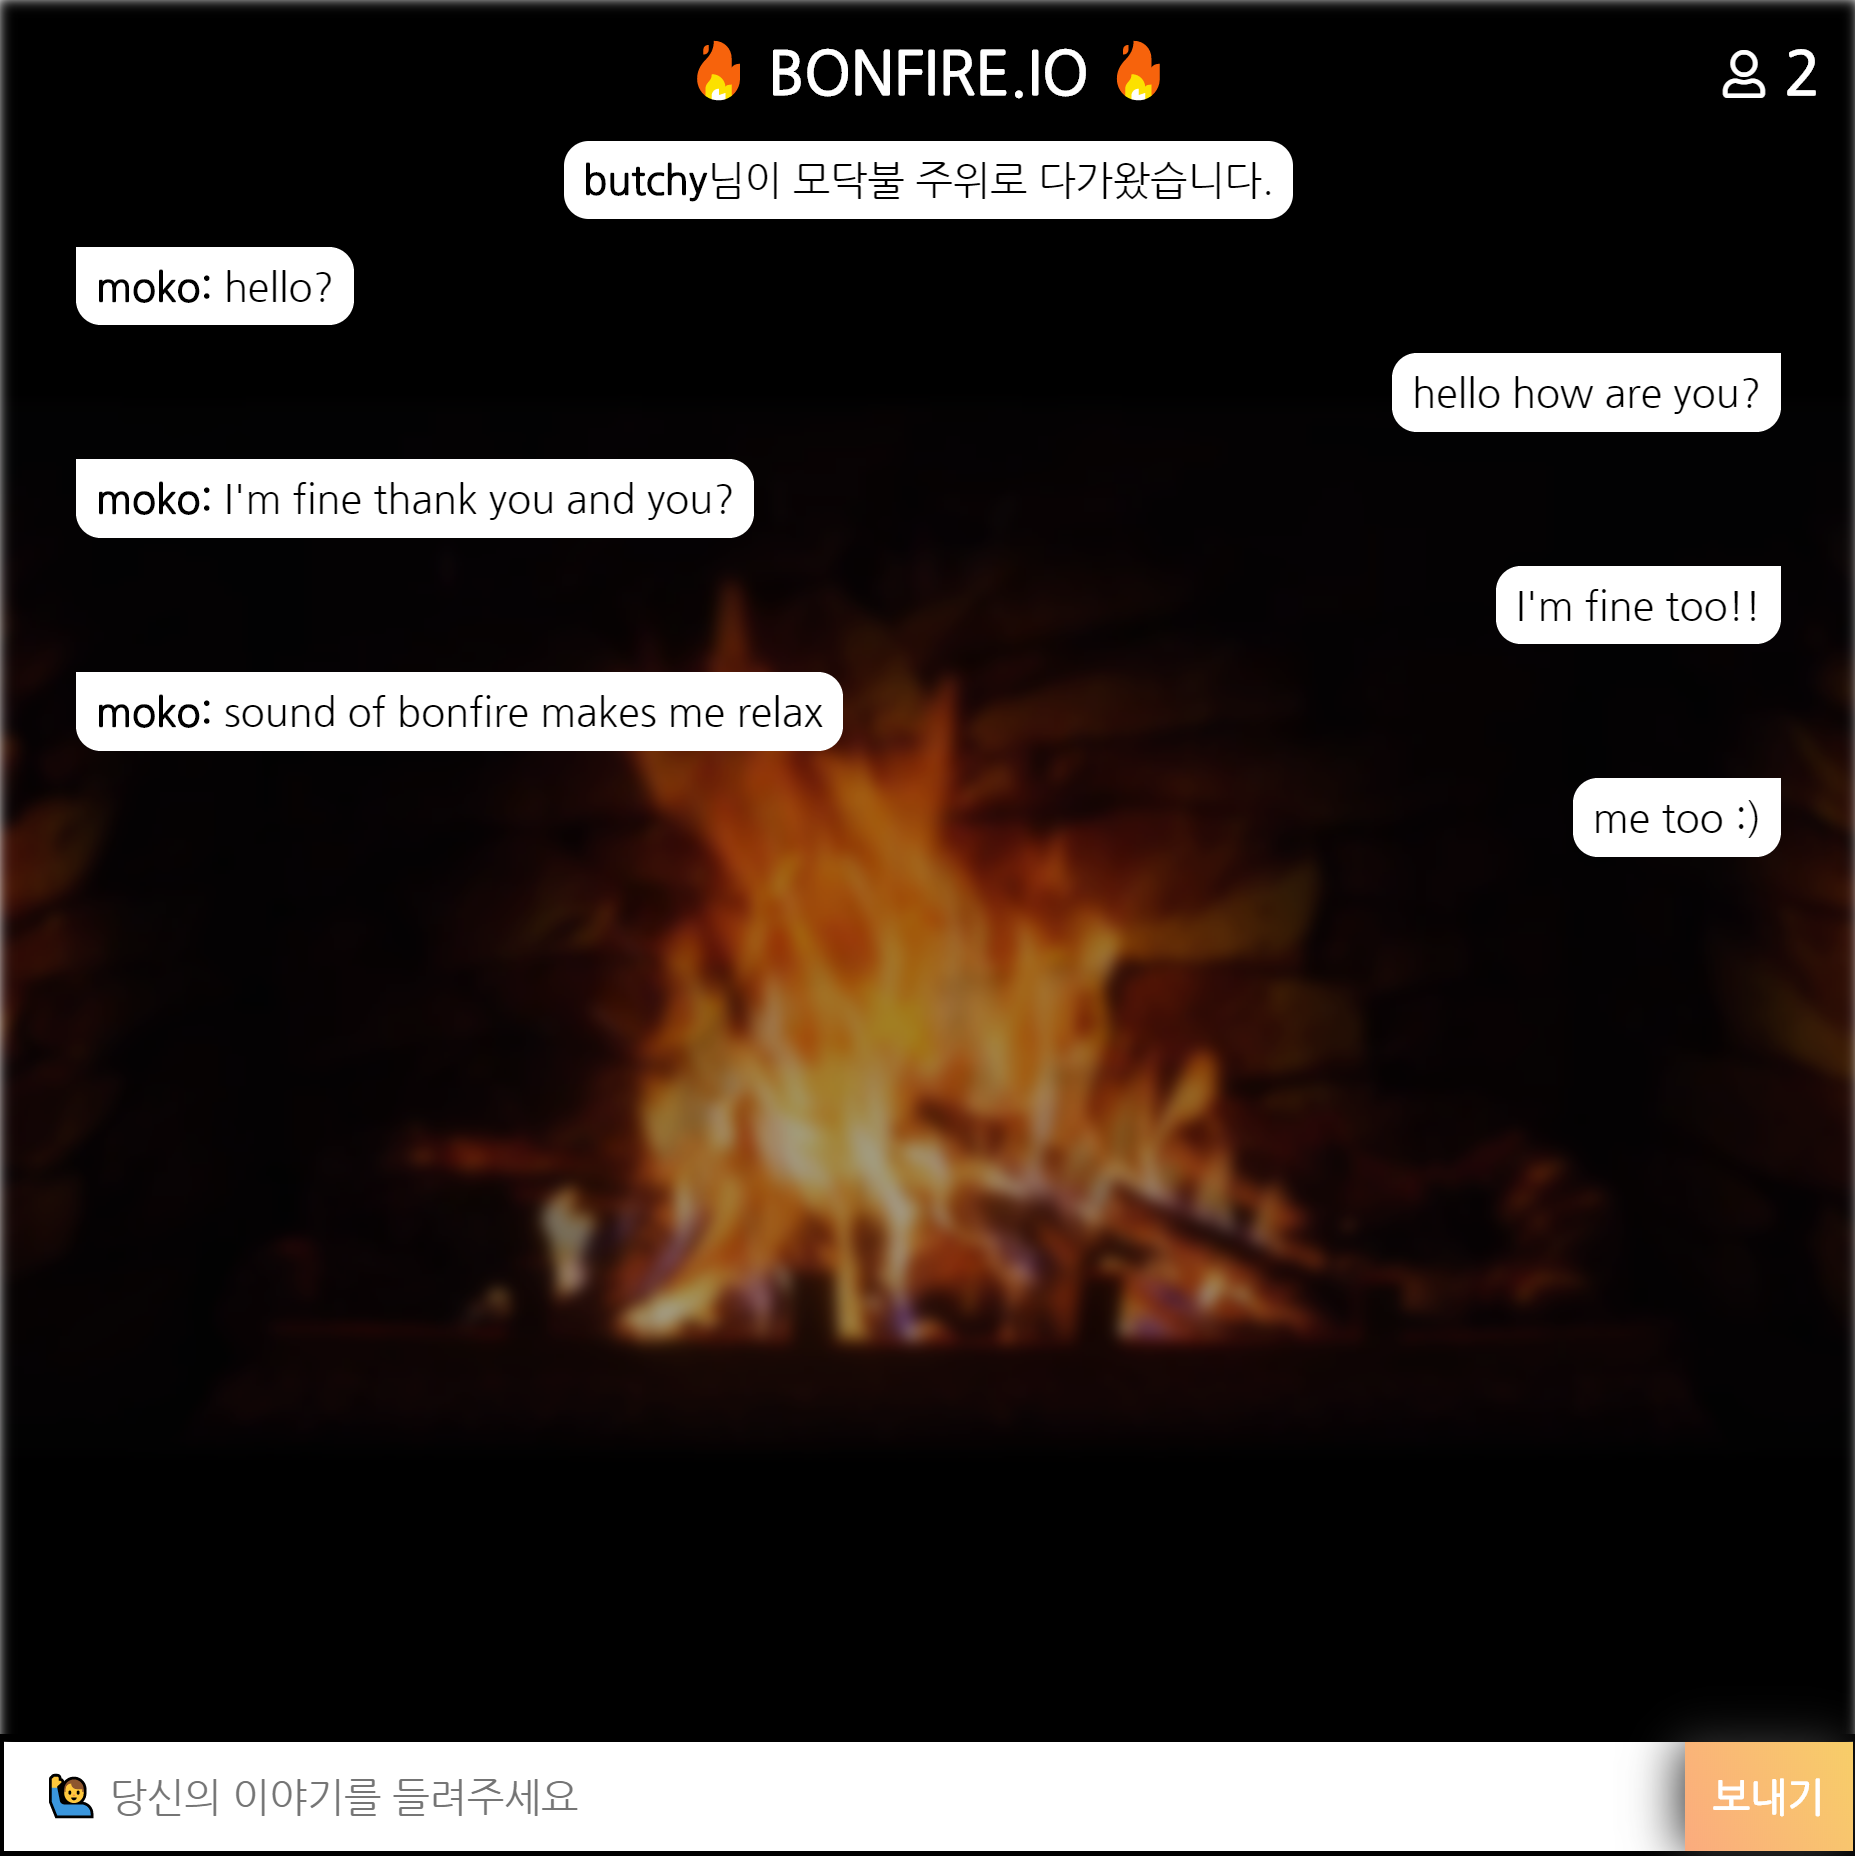 BONFIRE.IO
2
butchy님이 모닥불 주위로 다가왔습니다.
moko: hello?
hello how are you?
moko: I'm fine thank you and you?
I'm fine too!!
moko: sound of bonfire makes me relax
me too :)
당신의 이야기를 들려주세요
보내기